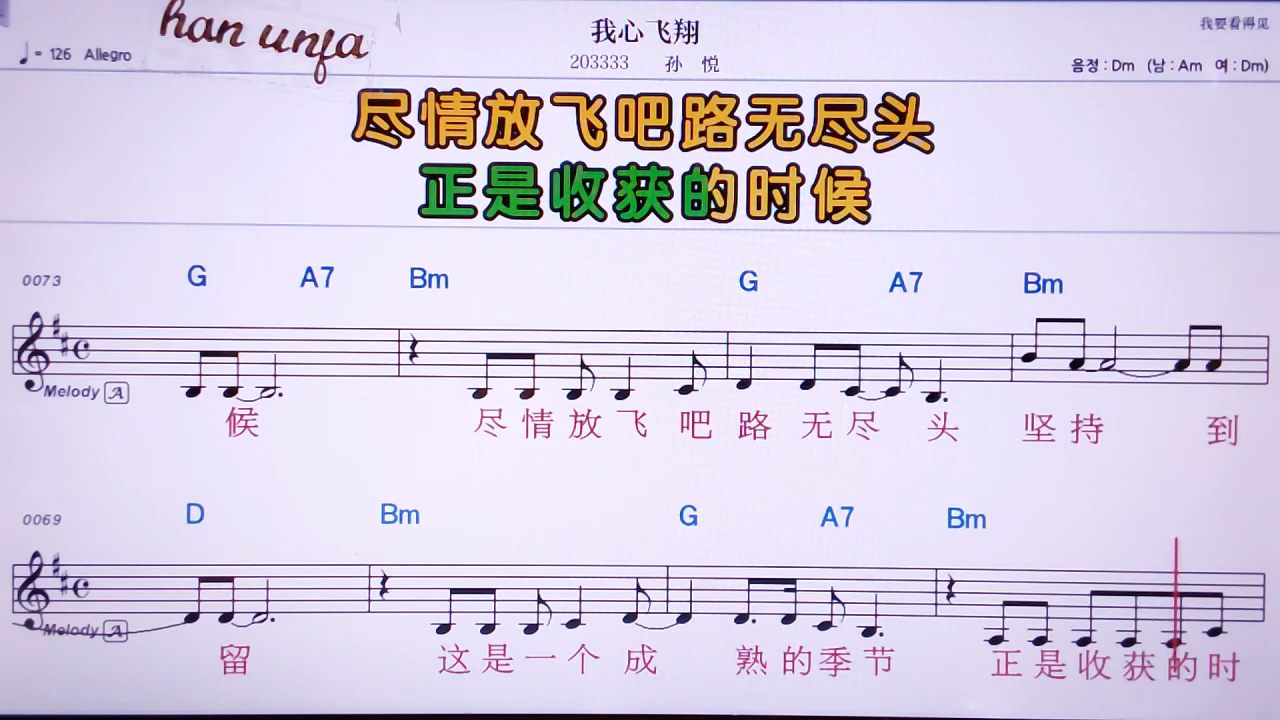 han unfa
我心飞翔
我要看得见
♩= 126 Allegro
203333 孙 悦
음정 : Dm (남 : Am 여 : Dm)
尽情放飞吧路无尽头
正是收获的时候
0073 G A7 Bm G A7 Bm
Melody A
候 尽情放飞 吧路 无尽 头 坚持 到
0069 D Bm G A7 Bm
Melody A
留 这是一个成 熟的季节 正是收获的时